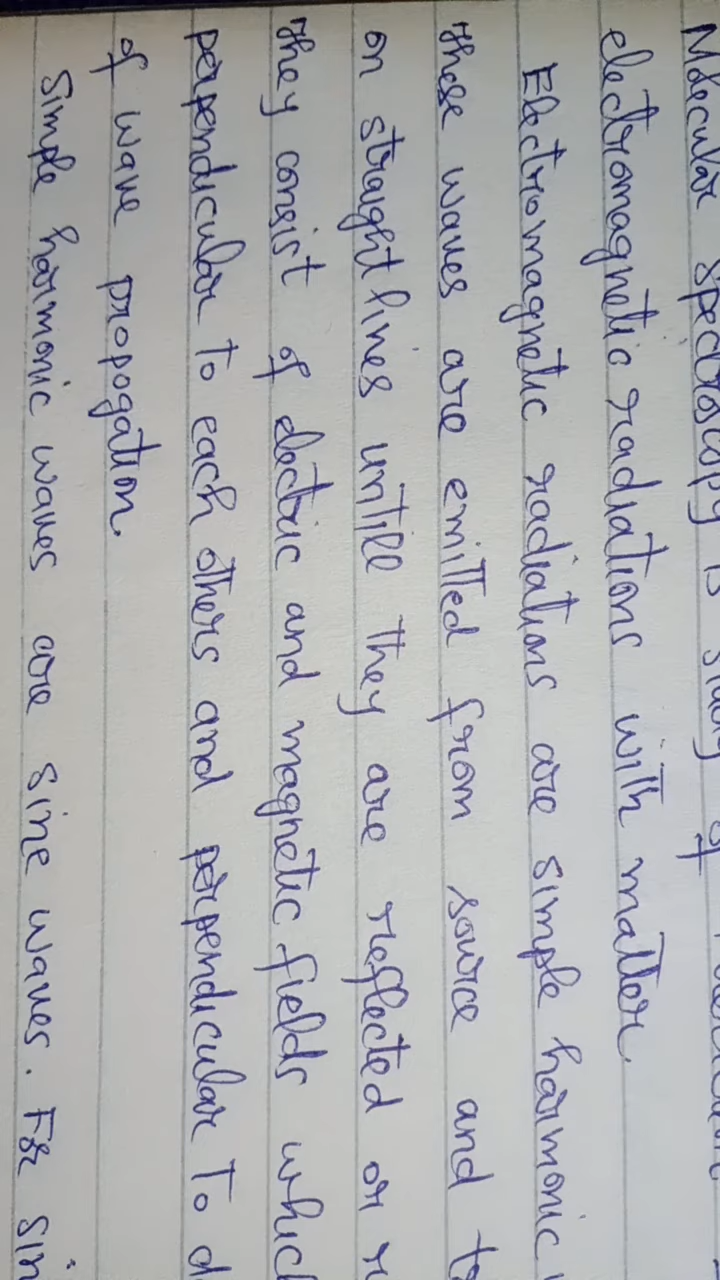 Molecular spectroscopy is study of
electromagnetic radiations with matter.
Electromagnetic radiations are simple harmonic
these waves are emitted from source and
on straight lines untill they are reflected or
they consist of electric and magnetic fields which
perpendicular to each others and perpendicular to
of wave propogation.
Simple harmonic waves are sine waves. For